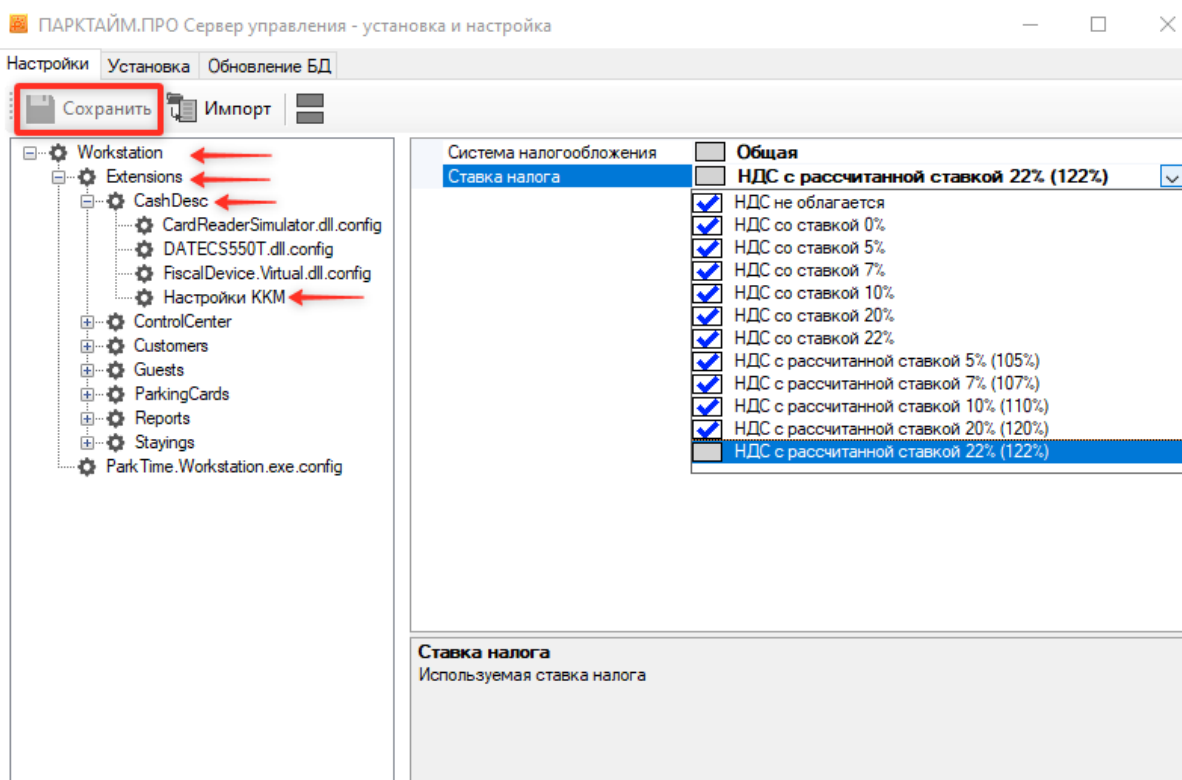 ПАРКТАЙМ.ПРО Сервер управления - установка и настройка
Настройки Установка Обновление БД
Сохранить Импорт
Workstation
Extensions
CashDesc
CardReaderSimulator.dll.config
DATECS550T.dll.config
FiscalDevice.Virtual.dll.config
Настройки ККМ
ControlCenter
Customers
Guests
ParkingCards
Reports
Stayings
ParkTime.Workstation.exe.config
Система налогообложения Общая
Ставка налога НДС с рассчитанной ставкой 22% (122%)
НДС не облагается
НДС со ставкой 0%
НДС со ставкой 5%
НДС со ставкой 7%
НДС со ставкой 10%
НДС со ставкой 20%
НДС со ставкой 22%
НДС с рассчитанной ставкой 5% (105%)
НДС с рассчитанной ставкой 7% (107%)
НДС с рассчитанной ставкой 10% (110%)
НДС с рассчитанной ставкой 20% (120%)
НДС с рассчитанной ставкой 22% (122%)
Ставка налога
Используемая ставка налога